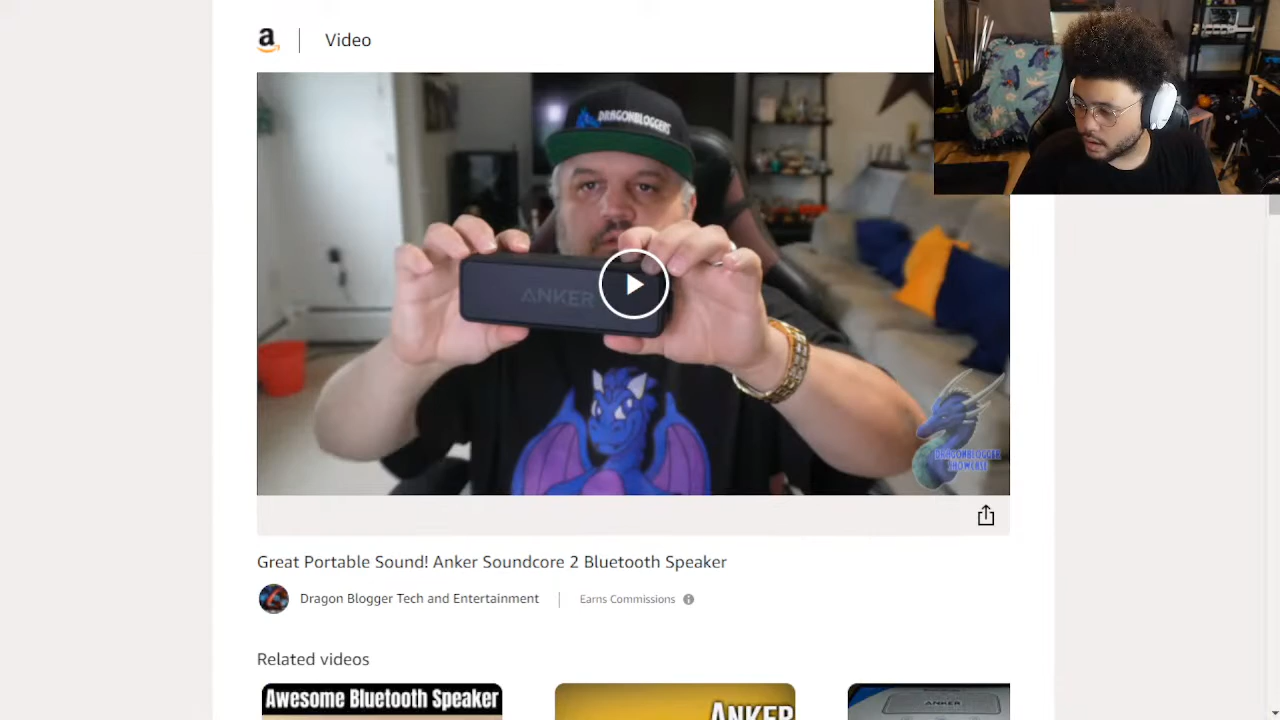 a
Video
DRAGONBLOGGERS
ANKER
DRAGONBLOGGER
SHOWCASE
Great Portable Sound! Anker Soundcore 2 Bluetooth Speaker
Dragon Blogger Tech and Entertainment
Earns Commissions
Related videos
Awesome Bluetooth Speaker
ANKER
ANKER